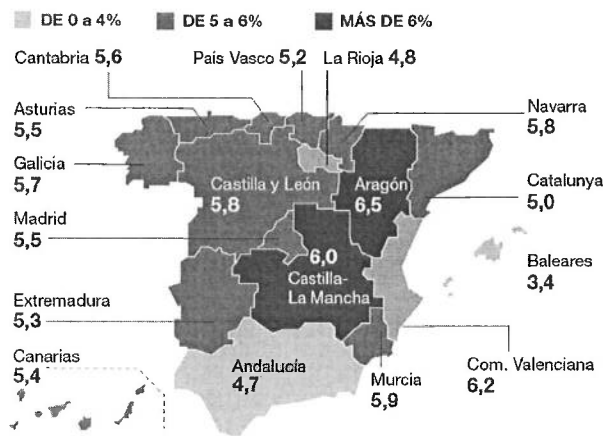 DE 0 a 4% DE 5 a 6% MÁS DE 6%
Cantabria 5,6 País Vasco 5,2 La Rioja 4,8
Asturias
5,5
Navarra
5,8
Galicia
5,7
Castilla y León
5,8
Aragón
6,5
Catalunya
5,0
Madrid
5,5
6,0
Castilla-
La Mancha
Baleares
3,4
Extremadura
5,3
Canarias
5,4
Andalucía
4,7
Murcia
5,9
Com. Valenciana
6,2